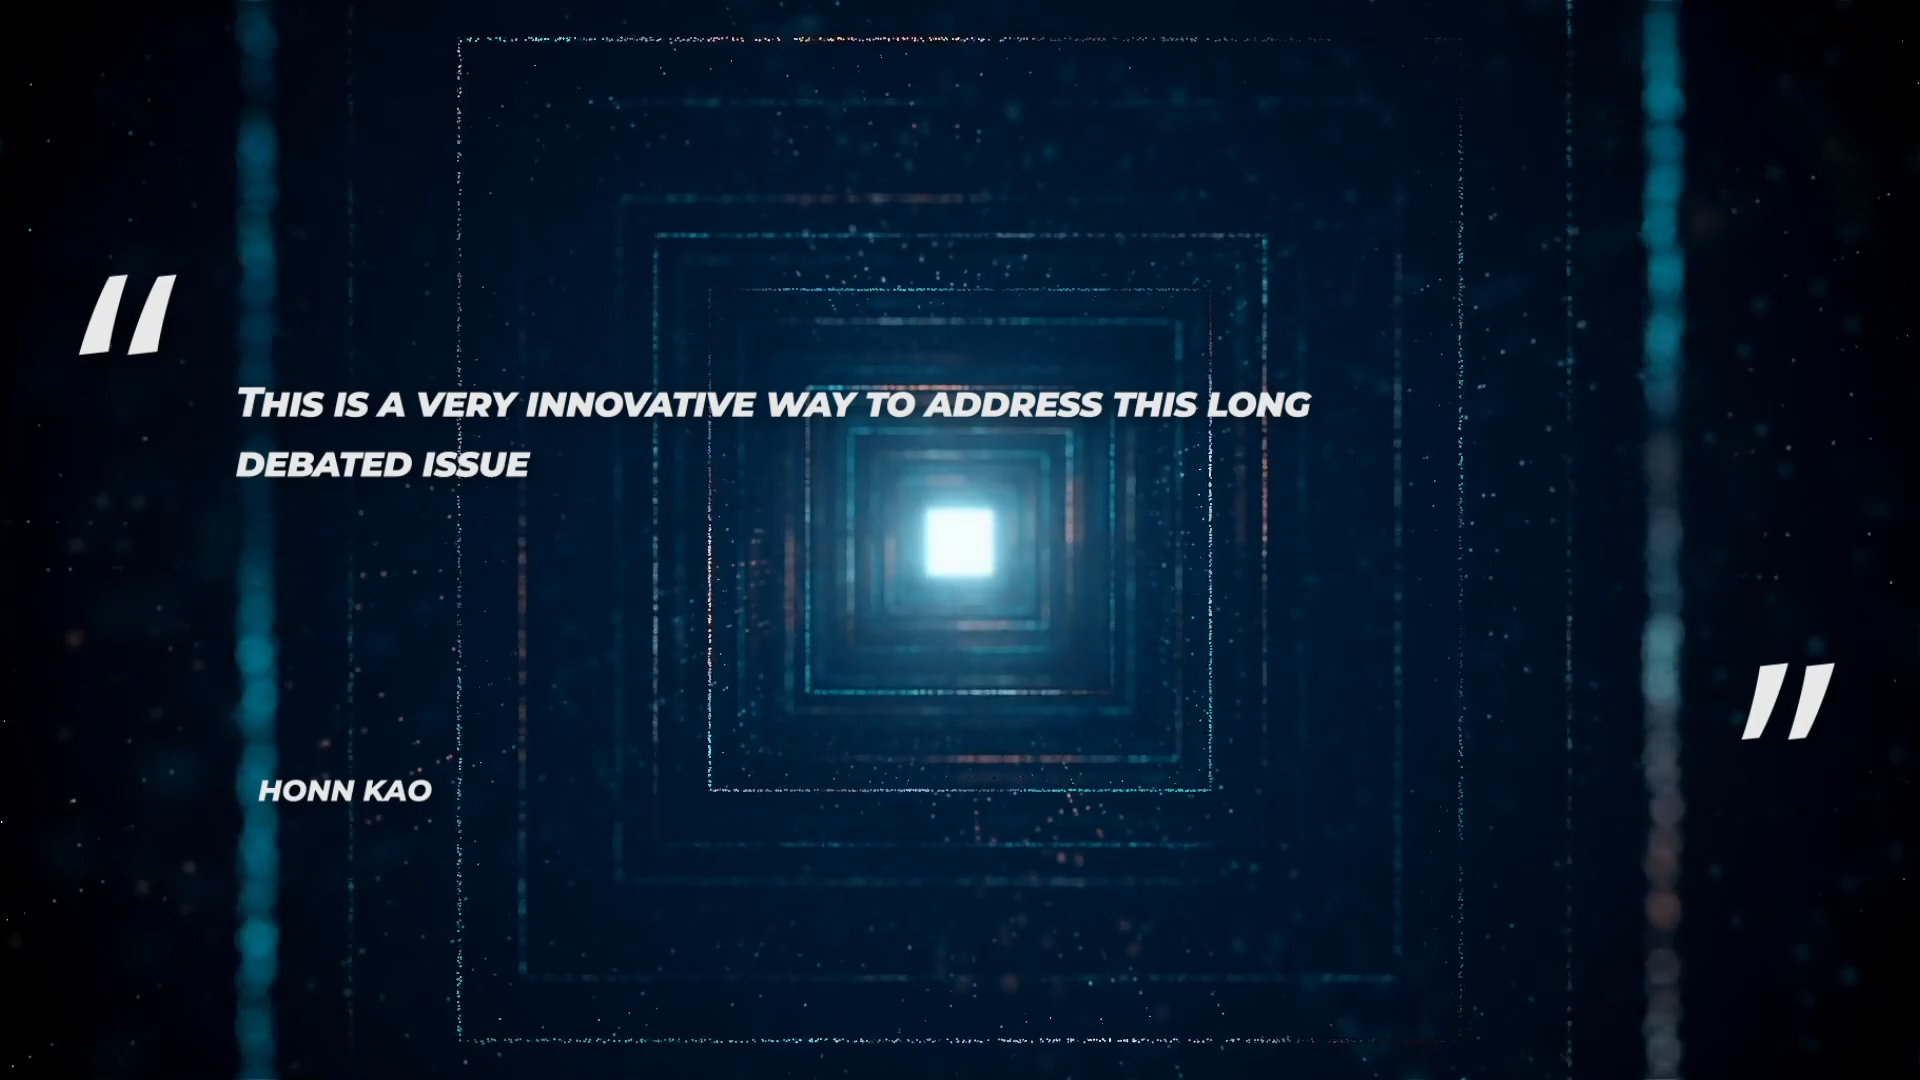 “
This is a very innovative way to address this long
debated issue
”
HONN KAO